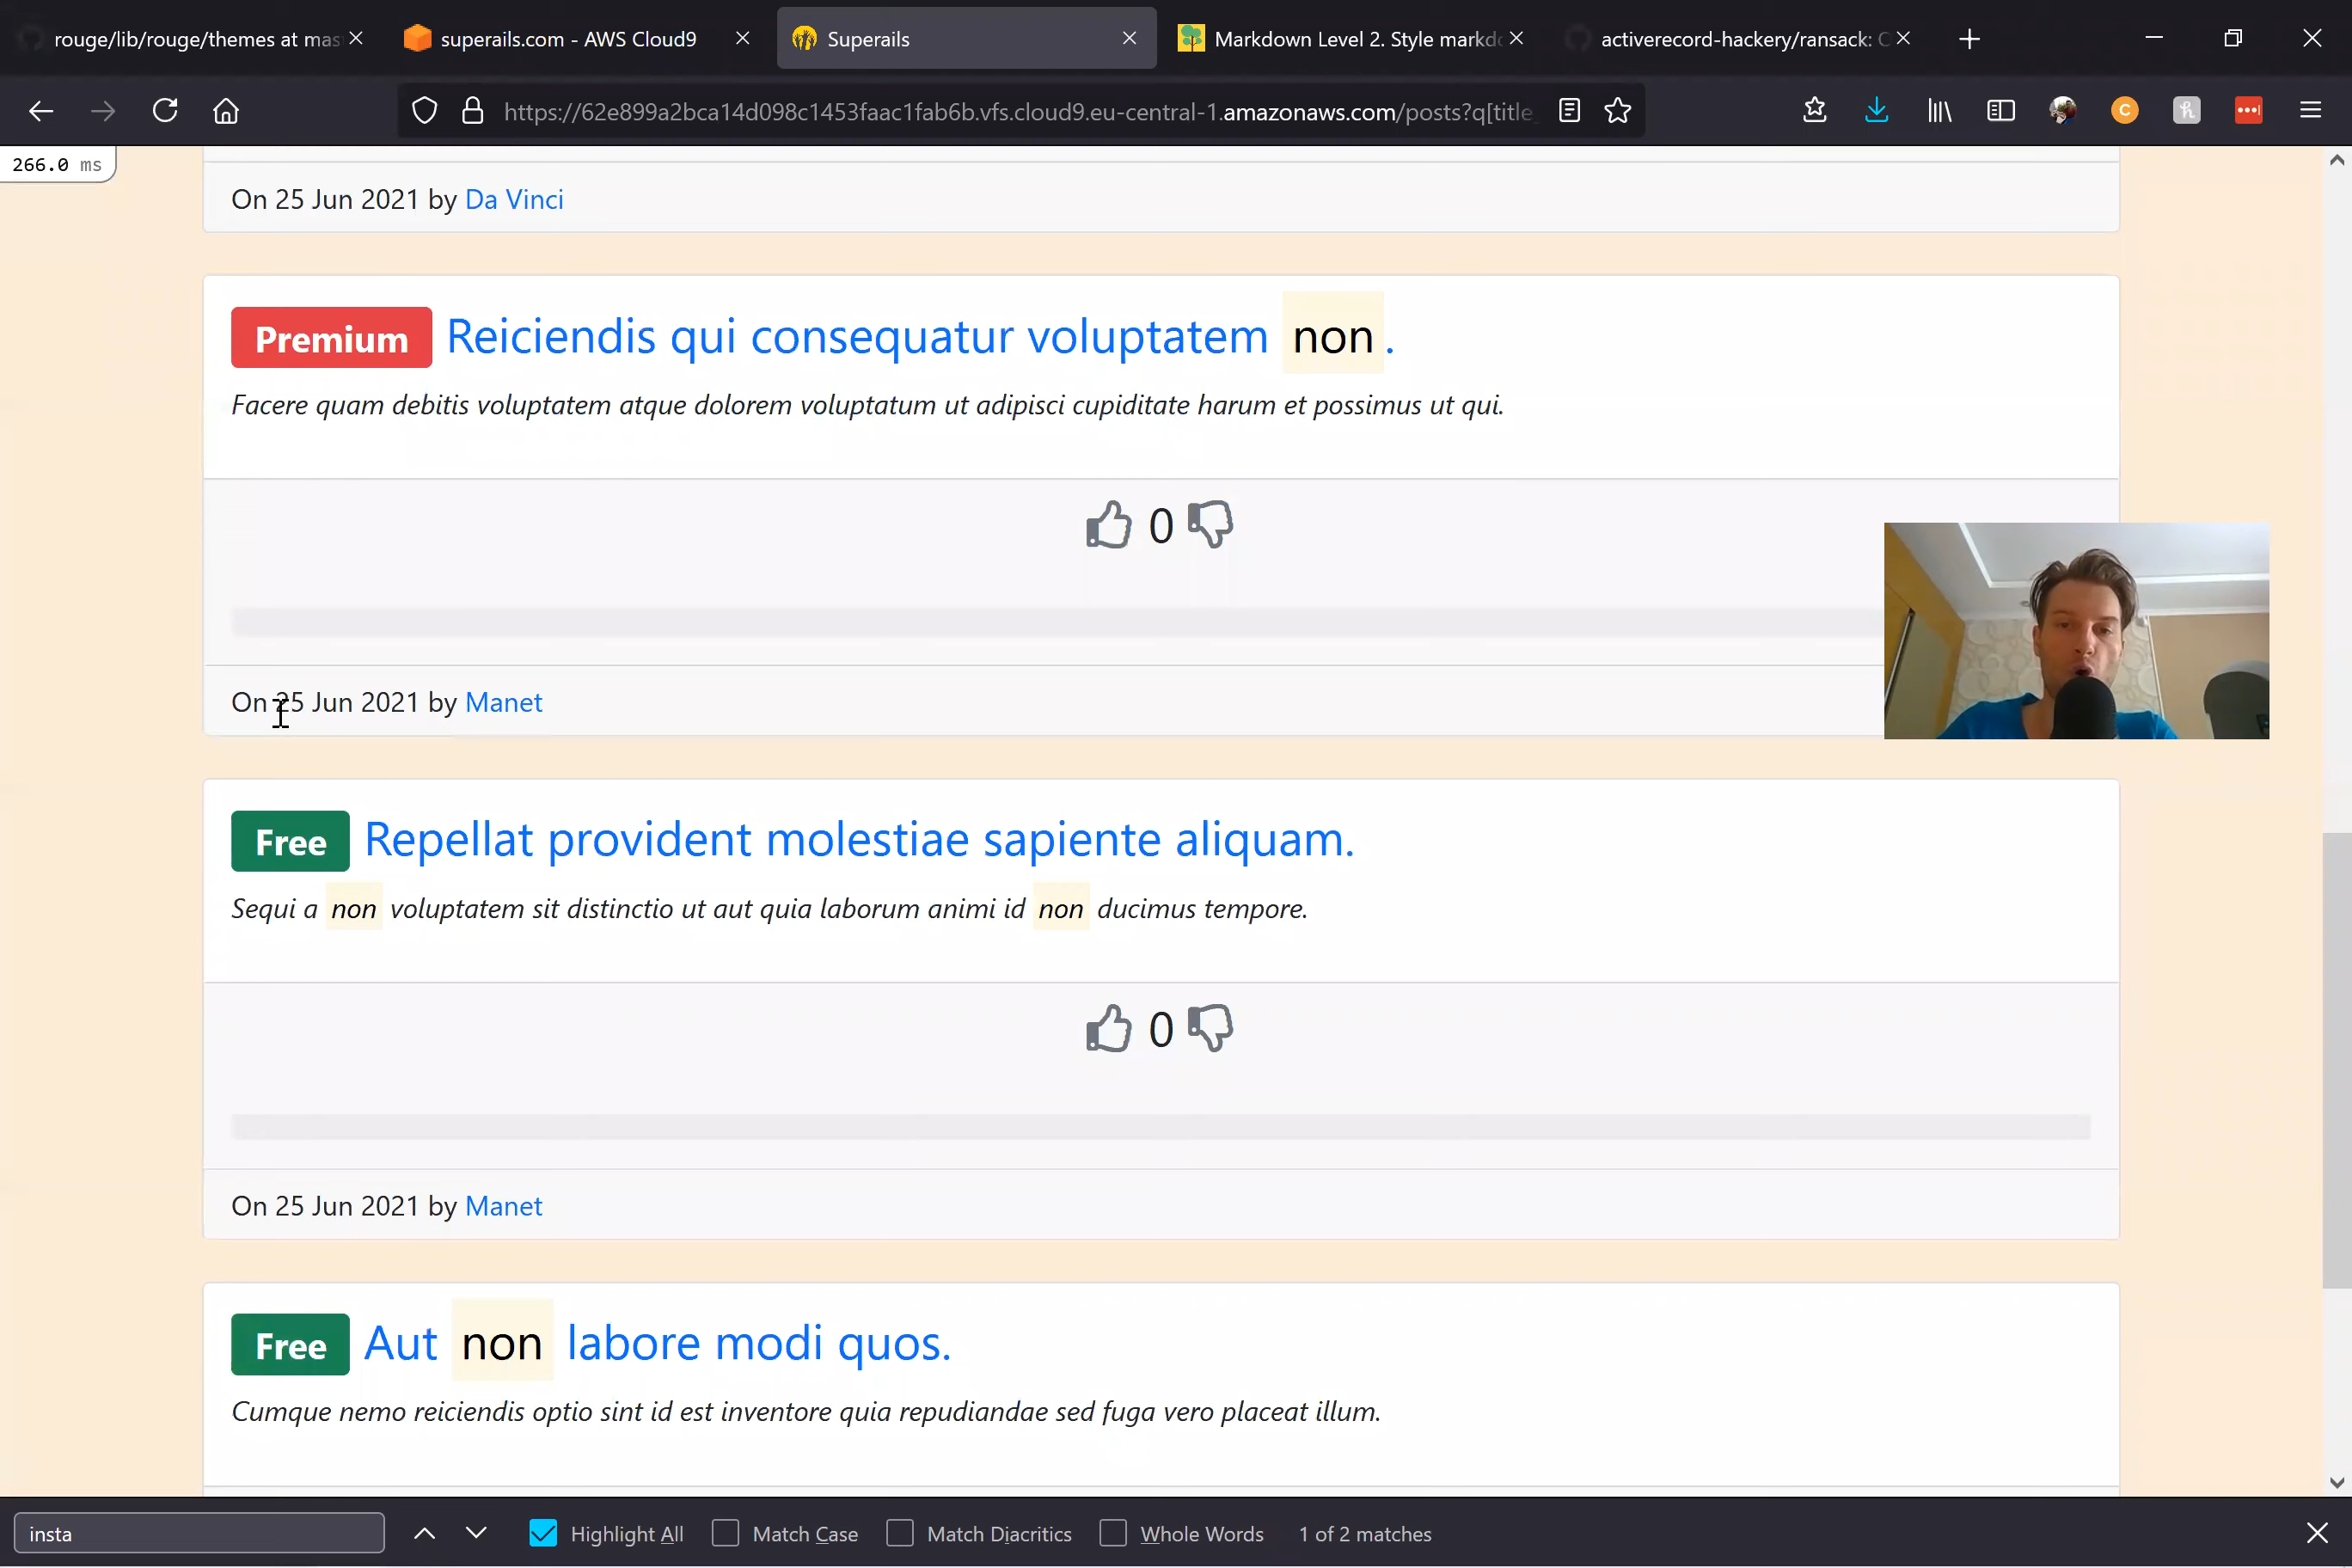 rouge/lib/rouge/themes at mas
superails.com - AWS Cloud9
Superails
Markdown Level 2. Style markdo
activerecord-hackery/ransack: C
https://62e899a2bca14d098c1453faac1fab6b.vfs.cloud9.eu-central-1.amazonaws.com/posts?q[title_
266.0 ms
On 25 Jun 2021 by Da Vinci
Premium Reiciendis qui consequatur voluptatem non .
Facere quam debitis voluptatem atque dolorem voluptatum ut adipisci cupiditate harum et possimus ut qui.
0
On 25 Jun 2021 by Manet
Free Repellat provident molestiae sapiente aliquam.
Sequi a non voluptatem sit distinctio ut aut quia laborum animi id non ducimus tempore.
0
On 25 Jun 2021 by Manet
Free Aut non labore modi quos.
Cumque nemo reiciendis optio sint id est inventore quia repudiandae sed fuga vero placeat illum.
insta
Highlight All
Match Case
Match Diacritics
Whole Words
1 of 2 matches